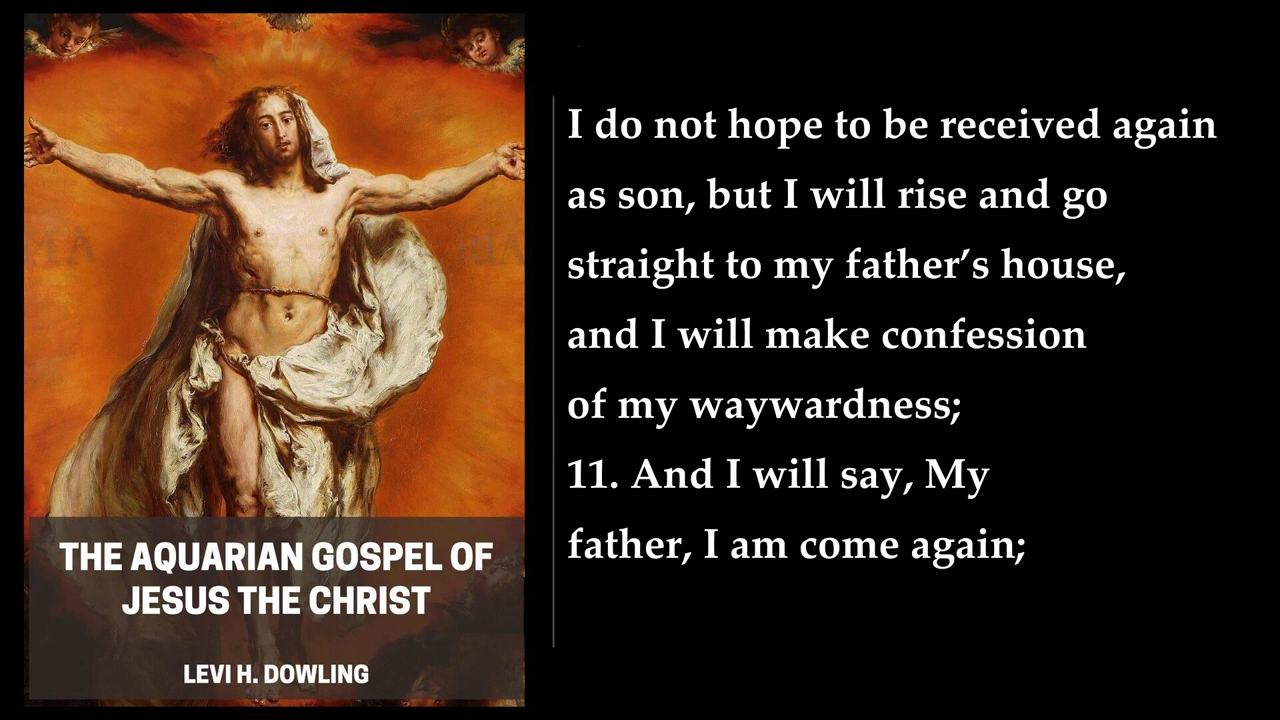 THE AQUARIAN GOSPEL OF
JESUS THE CHRIST
LEVI H. DOWLING
I do not hope to be received again
as son, but I will rise and go
straight to my father’s house,
and I will make confession
of my waywardness;
11. And I will say, My
father, I am come again;